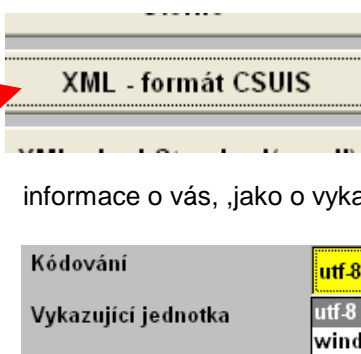 XML - formát CSUIS
informace o vás, ,jako o vyka
Kódování utf-8
Vykazující jednotka utf-8
wind